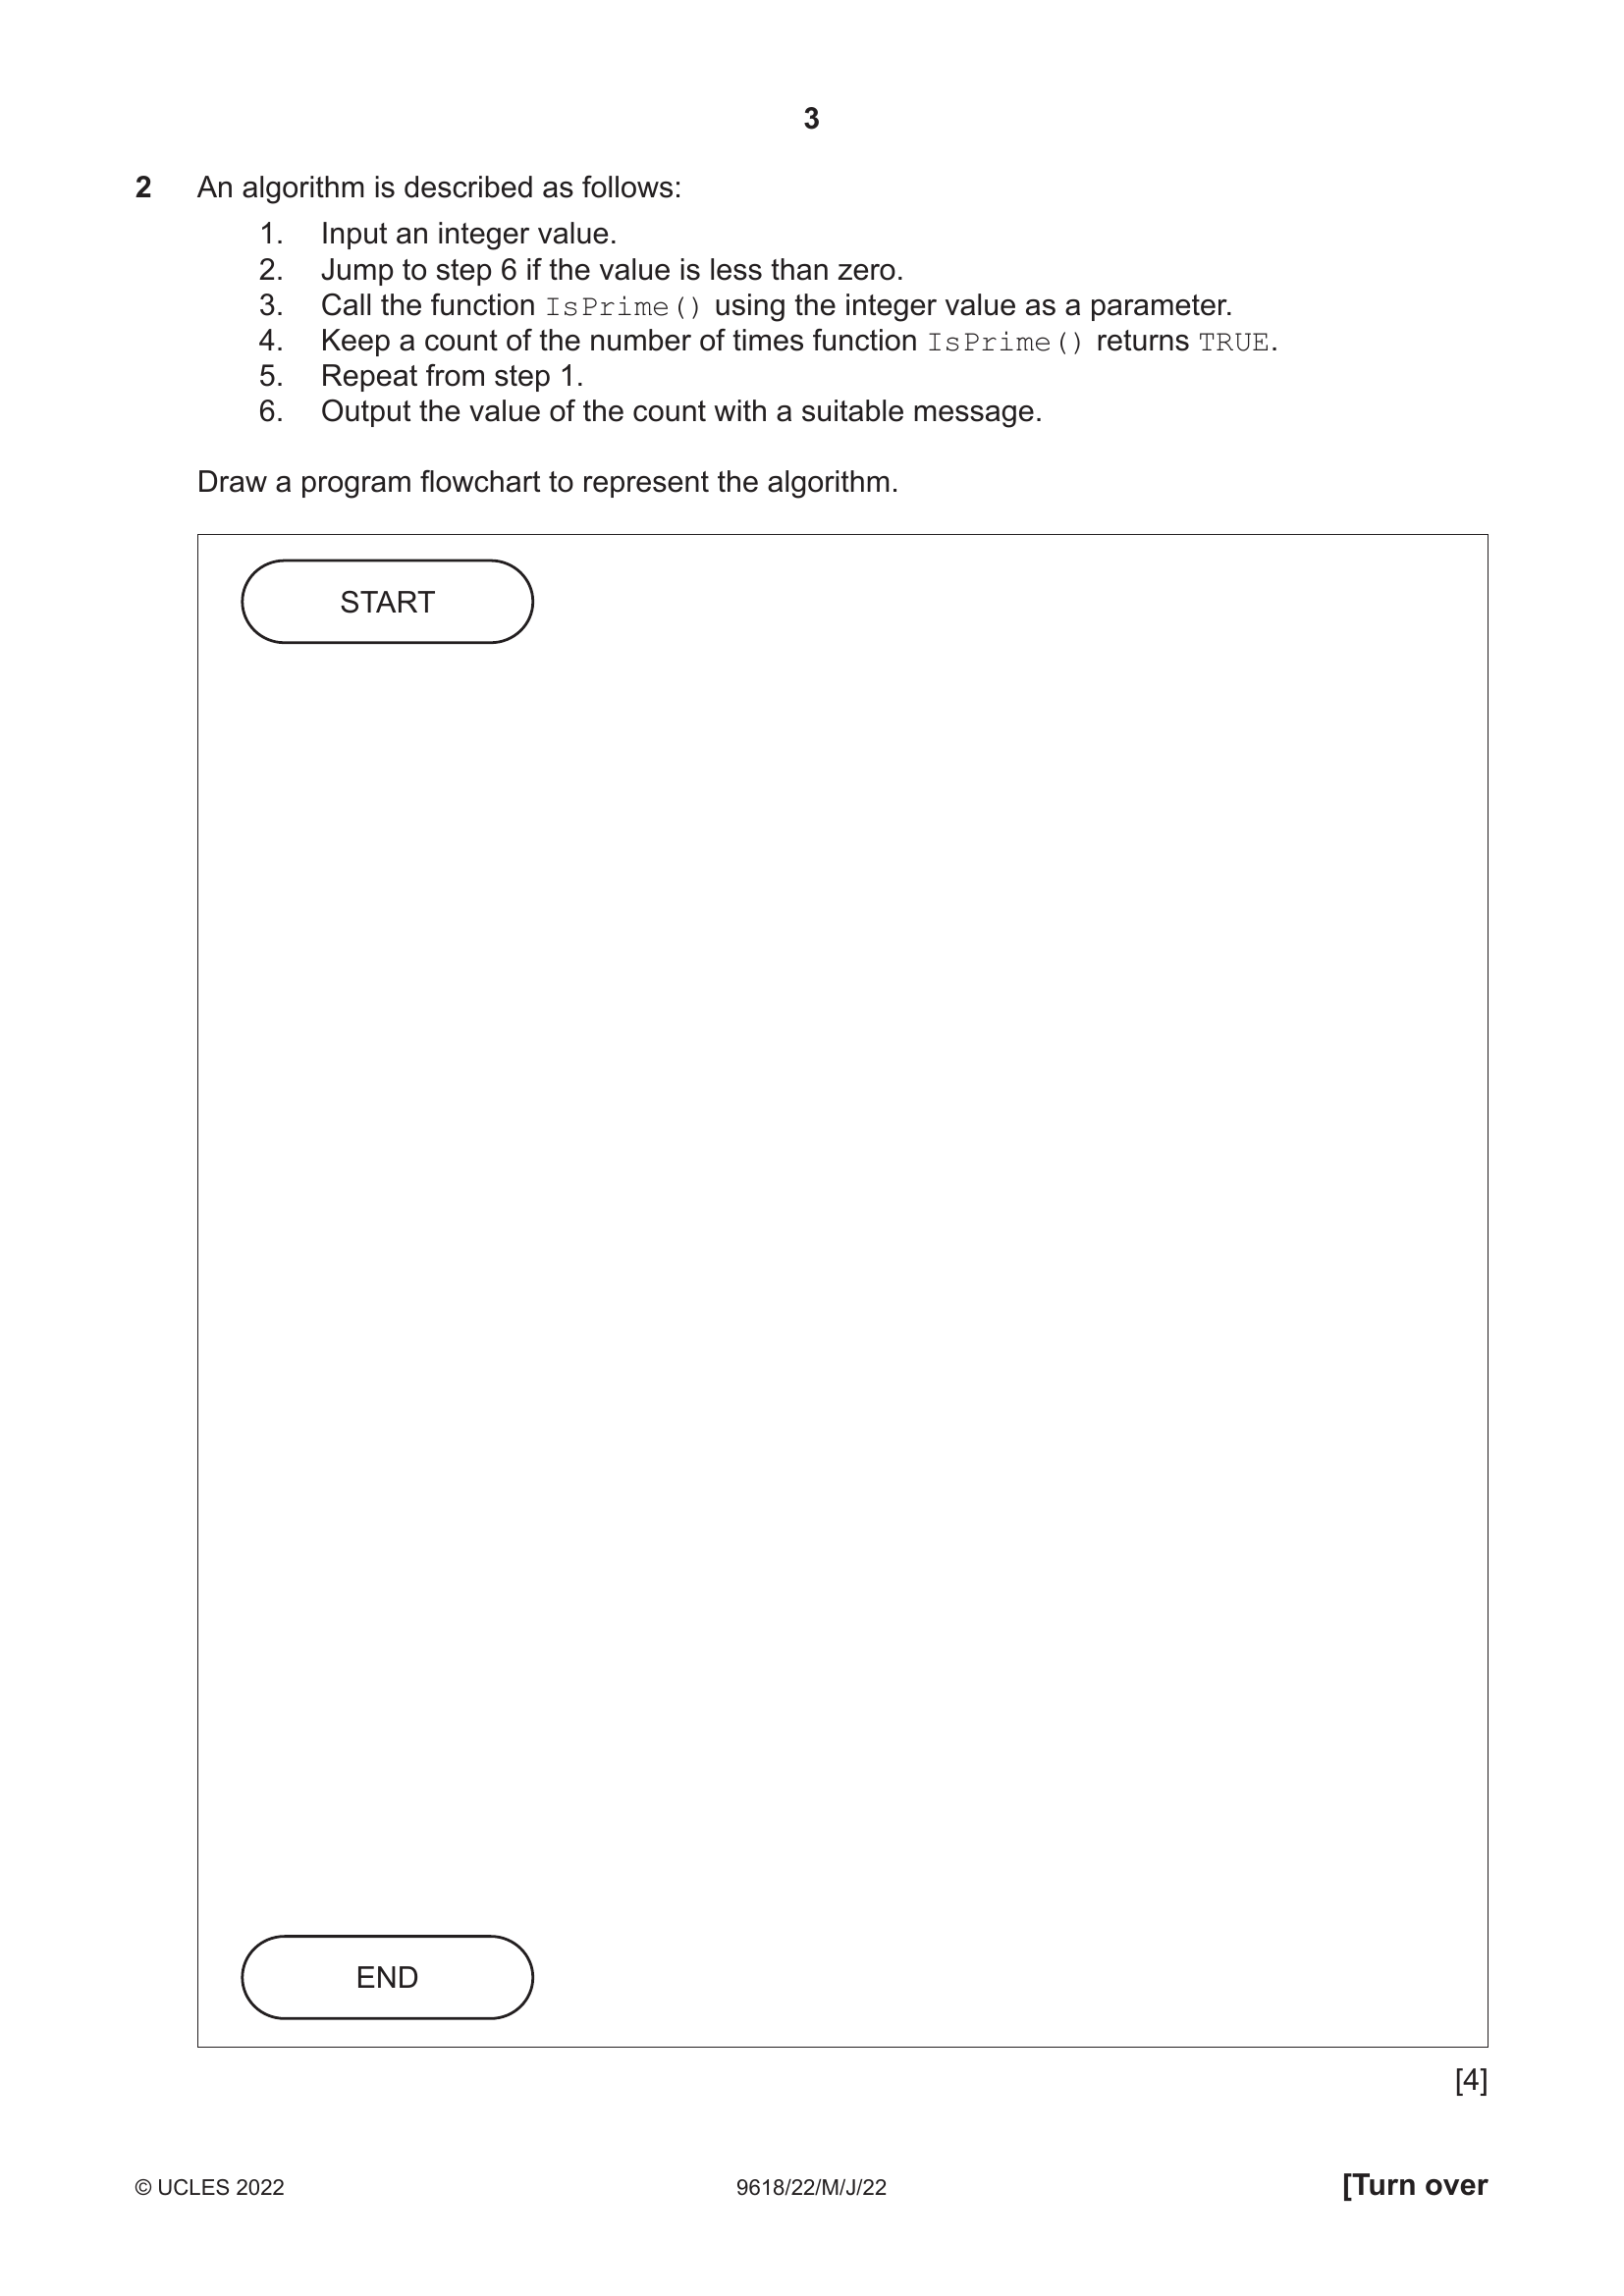 3
2 An algorithm is described as follows:
1. Input an integer value.
2. Jump to step 6 if the value is less than zero.
3. Call the function IsPrime() using the integer value as a parameter.
4. Keep a count of the number of times function IsPrime() returns TRUE.
5. Repeat from step 1.
6. Output the value of the count with a suitable message.
Draw a program flowchart to represent the algorithm.
START
END
[4]
© UCLES 2022 9618/22/M/J/22 [Turn over